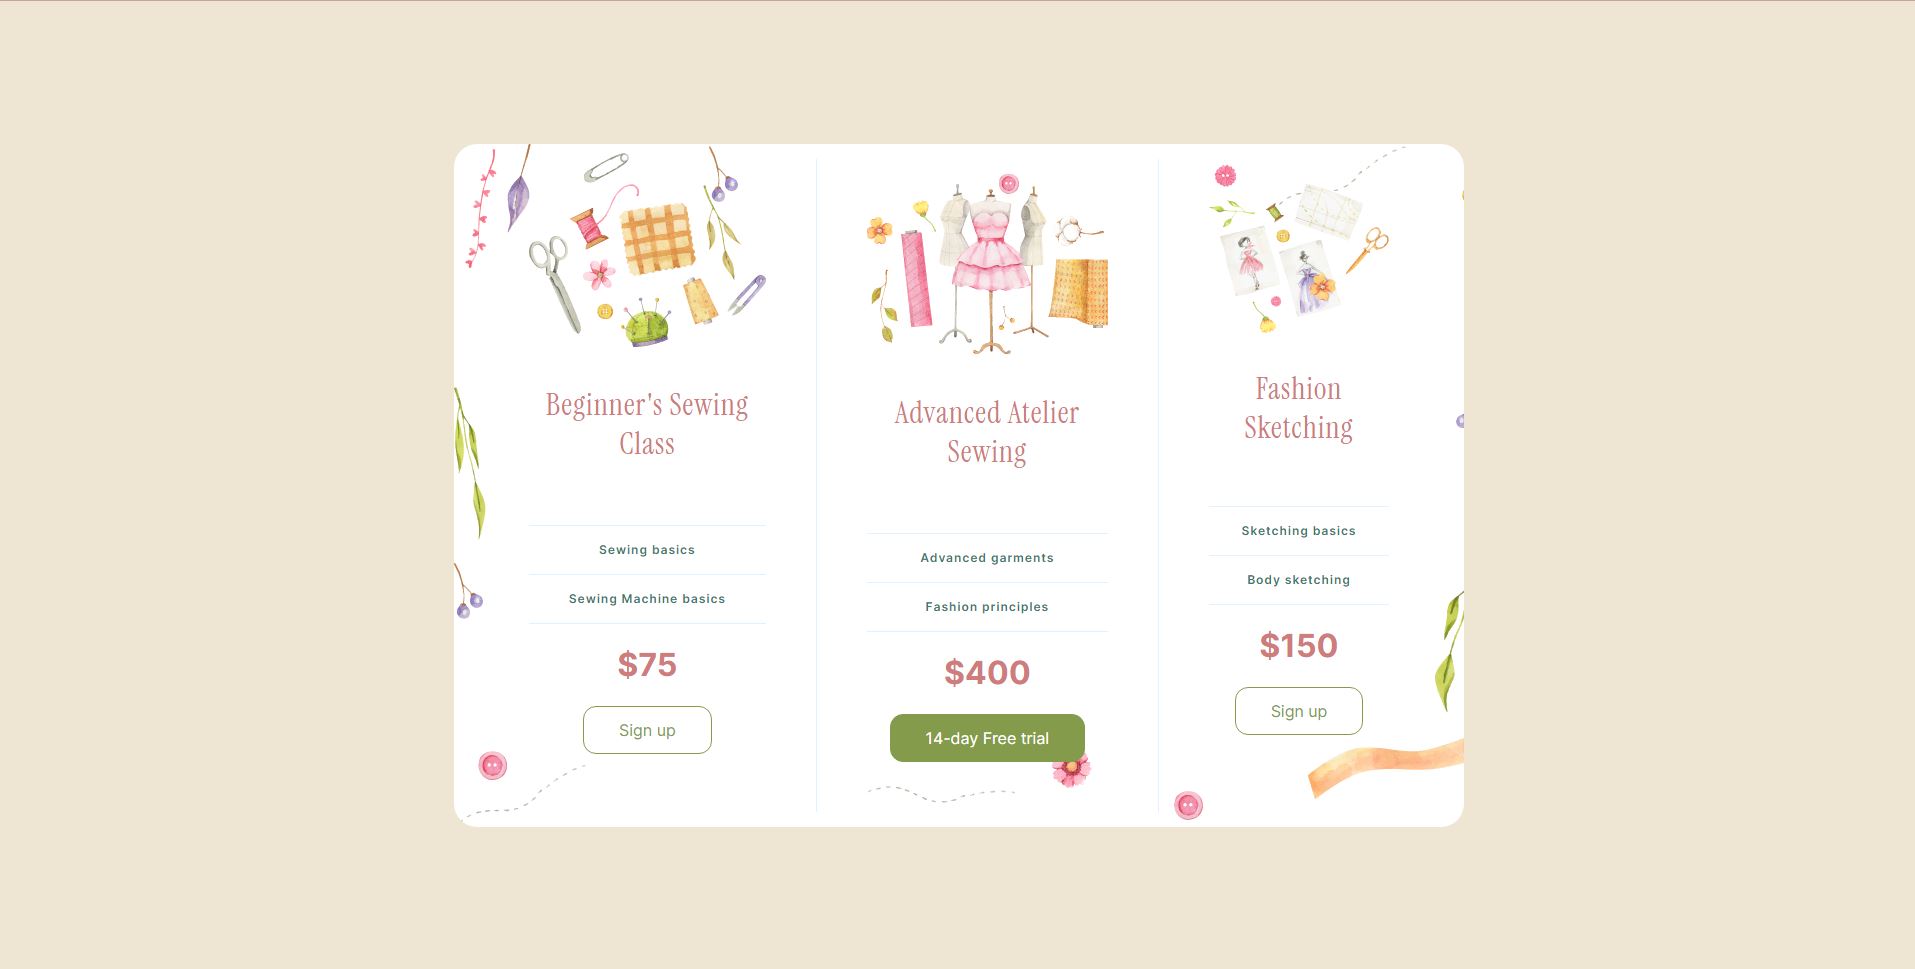 Beginner's Sewing
Class
Sewing basics
Sewing Machine basics
$75
Sign up
Advanced Atelier
Sewing
Advanced garments
Fashion principles
$400
14-day Free trial
Fashion
Sketching
Sketching basics
Body sketching
$150
Sign up